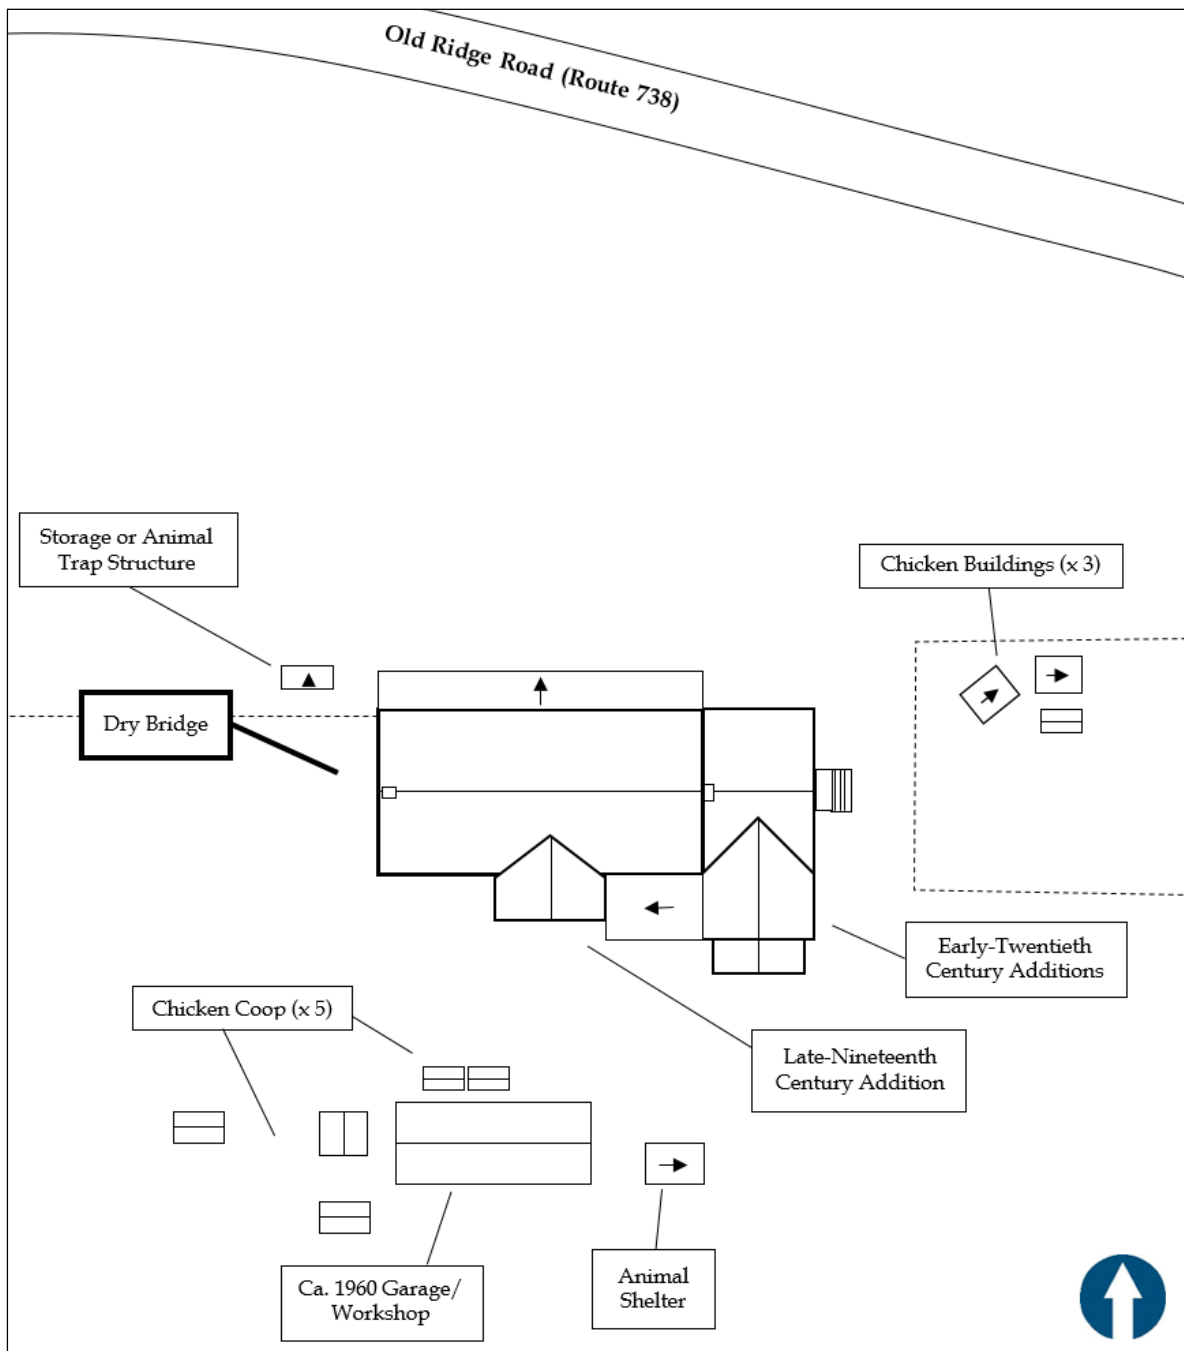 Old Ridge Road (Route 738)
Storage or Animal
Trap Structure
Chicken Buildings (x 3)
Dry Bridge
Early-Twentieth
Century Additions
Chicken Coop (x 5)
Late-Nineteenth
Century Addition
Ca. 1960 Garage/
Workshop
Animal
Shelter